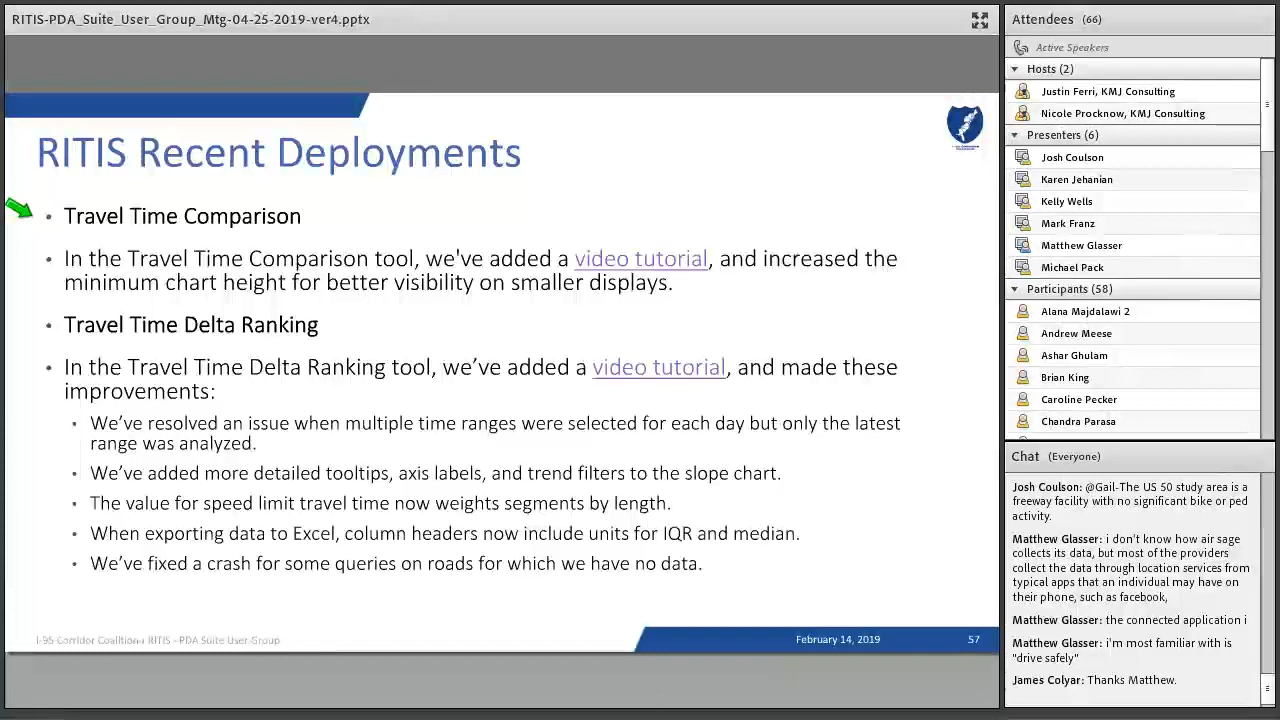 RITIS-PDA_Suite_User_Group_Mtg-04-25-2019-ver4.pptx
RITIS Recent Deployments
Travel Time Comparison
In the Travel Time Comparison tool, we've added a video tutorial, and increased the
minimum chart height for better visibility on smaller displays.
Travel Time Delta Ranking
In the Travel Time Delta Ranking tool, we’ve added a video tutorial, and made these
improvements:
We’ve resolved an issue when multiple time ranges were selected for each day but only the latest
range was analyzed.
We’ve added more detailed tooltips, axis labels, and trend filters to the slope chart.
The value for speed limit travel time now weights segments by length.
When exporting data to Excel, column headers now include units for IQR and median.
We’ve fixed a crash for some queries on roads for which we have no data.
I-95 Corridor Coalition RITIS - PDA Suite User Group
February 14, 2019
57
Attendees (66)
Active Speakers
Hosts (2)
Justin Ferri, KMJ Consulting
Nicole Procknow, KMJ Consulting
Presenters (6)
Josh Coulson
Karen Jehanian
Kelly Wells
Mark Franz
Matthew Glasser
Michael Pack
Participants (58)
Alana Majdalawi 2
Andrew Meese
Ashar Ghulam
Brian King
Caroline Pecker
Chandra Parasa
Chat (Everyone)
Josh Coulson: @Gail-The US 50 study area is a
freeway facility with no significant bike or ped
activity.
Matthew Glasser: i don't know how air sage
collects its data, but most of the providers
collect the data through location services from
typical apps that an individual may have on
their phone, such as facebook,
Matthew Glasser: the connected application i
Matthew Glasser: i'm most familiar with is
"drive safely"
James Colyar: Thanks Matthew.